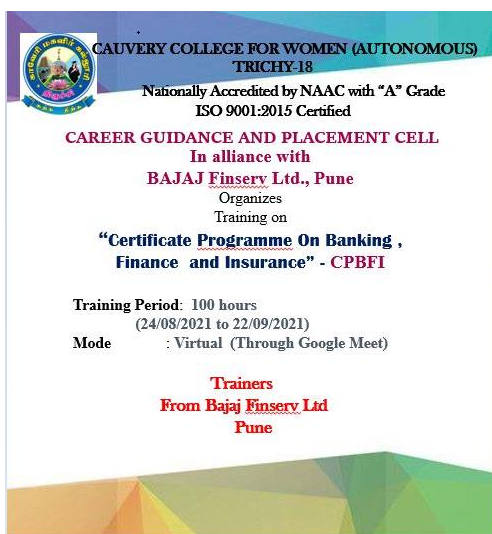 CAUVERY COLLEGE FOR WOMEN (AUTONOMOUS)
TRICHY-18
Nationally Accredited by NAAC with “A” Grade
ISO 9001:2015 Certified
CAREER GUIDANCE AND PLACEMENT CELL
In alliance with
BAJAJ Finserv Ltd., Pune
Organizes
Training on
“Certificate Programme On Banking ,
Finance and Insurance” - CPBFI
Training Period: 100 hours
(24/08/2021 to 22/09/2021)
Mode : Virtual (Through Google Meet)
Trainers
From Bajaj Finserv Ltd
Pune